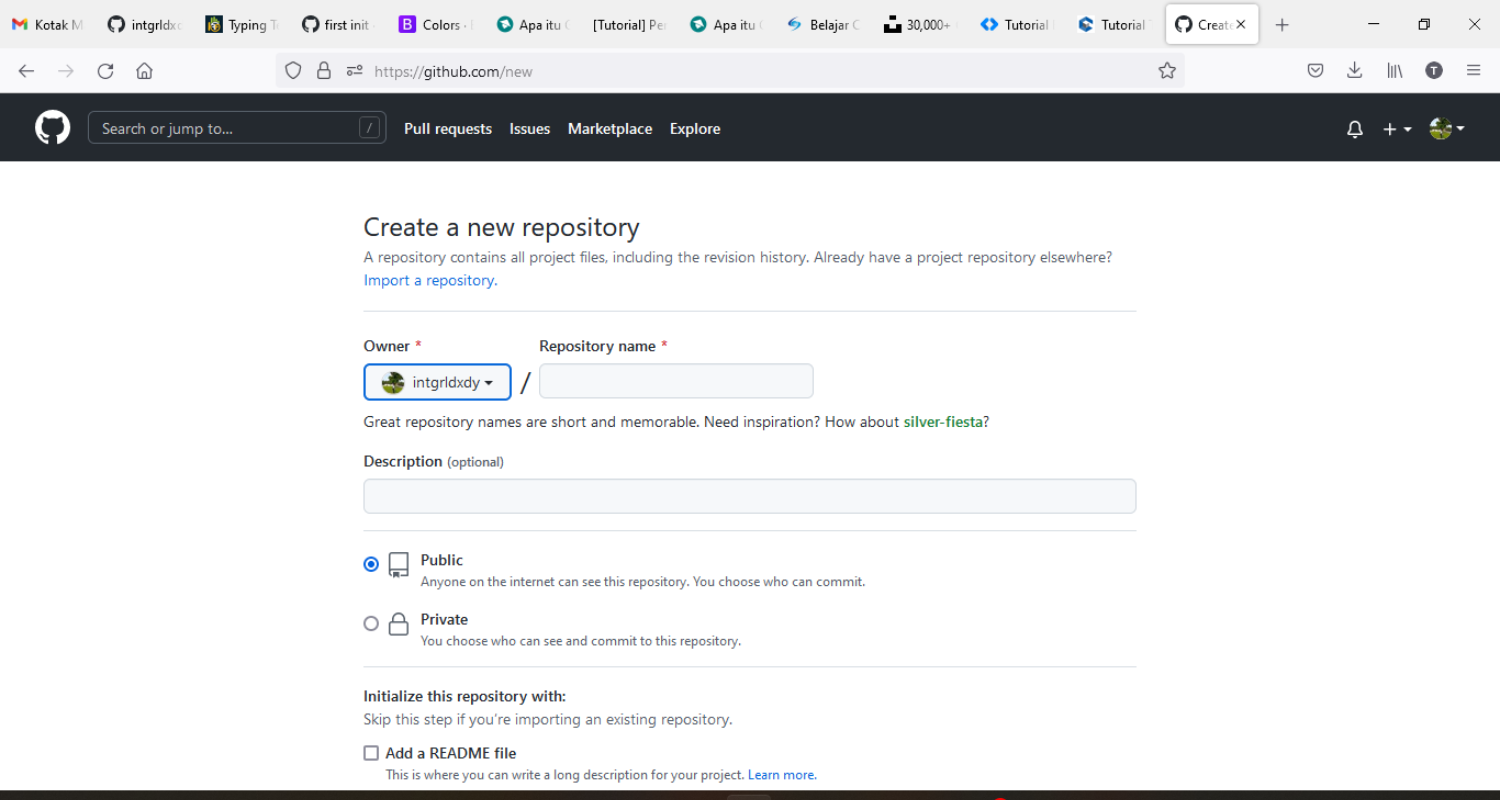 Kotak M
intgrldxd
Typing Te
first init
Colors ·
Apa itu
[Tutorial] Pe
Apa itu
Belajar C
30,000+
Tutorial
Tutorial
Create
https://github.com/new
T
Search or jump to...
/
Pull requests
Issues
Marketplace
Explore
Create a new repository
A repository contains all project files, including the revision history. Already have a project repository elsewhere?
Import a repository.
Owner *
Repository name *
intgrldxdy
/
Great repository names are short and memorable. Need inspiration? How about silver-fiesta?
Description (optional)
Public
Anyone on the internet can see this repository. You choose who can commit.
Private
You choose who can see and commit to this repository.
Initialize this repository with:
Skip this step if you're importing an existing repository.
Add a README file
This is where you can write a long description for your project. Learn more.